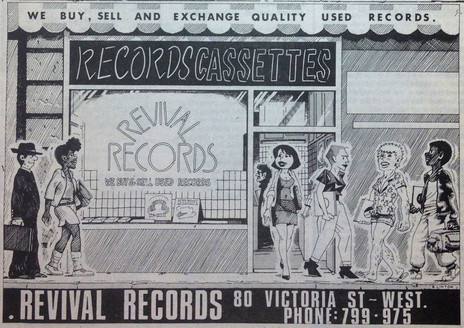 WE BUY, SELL AND EXCHANGE QUALITY USED RECORDS.
RECORDS CASSETTES
REVIVAL
RECORDS
WE BUY & SELL USED RECORDS
. REVIVAL RECORDS 80 VICTORIA ST-WEST.
PHONE: 799-975